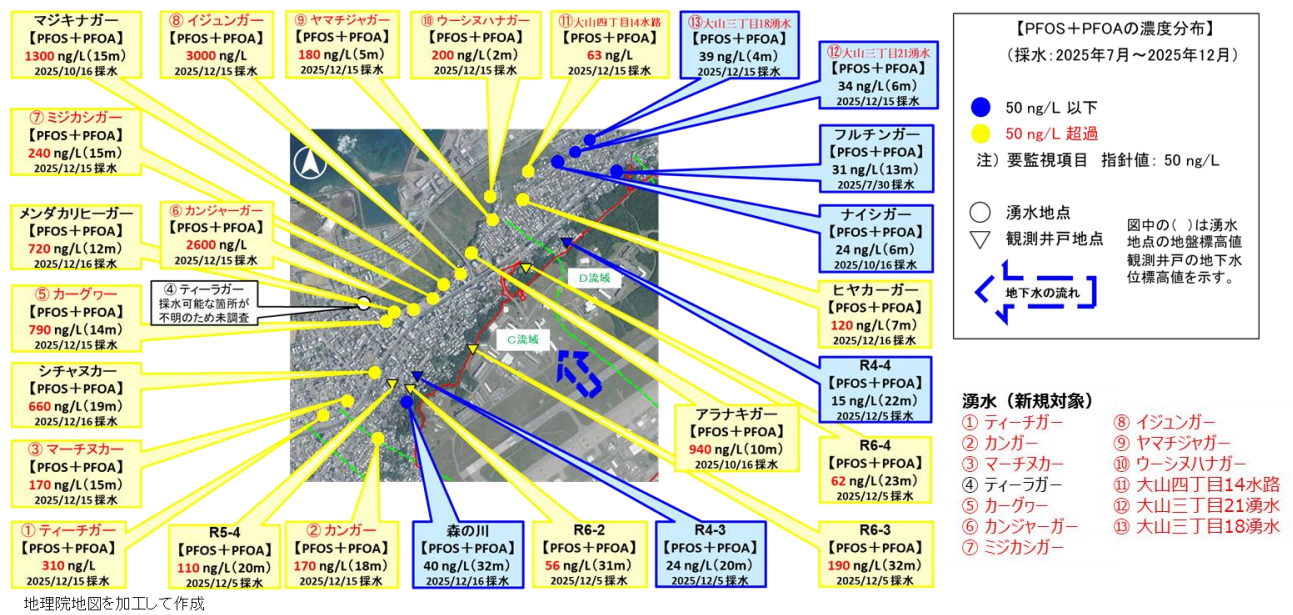 マジキナガー
【PFOS＋PFOA】
1300 ng/L(15m)
2025/10/16 採水
⑧ イジュンガー
【PFOS＋PFOA】
3000 ng/L
2025/12/15 採水
⑨ ヤマチジャガー
【PFOS＋PFOA】
180 ng/L(5m)
2025/12/15 採水
⑩ ウーシヌハナガー
【PFOS＋PFOA】
200 ng/L(2m)
2025/12/15 採水
⑪大山四丁目14水路
【PFOS＋PFOA】
63 ng/L
2025/12/15 採水
⑬大山三丁目18湧水
【PFOS＋PFOA】
39 ng/L(4m)
2025/12/15 採水
⑫大山三丁目21湧水
【PFOS＋PFOA】
34 ng/L(6m)
2025/12/15 採水
⑦ ミジカシガー
【PFOS＋PFOA】
240 ng/L(15m)
2025/12/15 採水
フルチンガー
【PFOS＋PFOA】
31 ng/L(13m)
2025/7/30 採水
メンダカリヒーガー
【PFOS＋PFOA】
720 ng/L(12m)
2025/12/16 採水
⑥ カンジャーガー
【PFOS＋PFOA】
2600 ng/L
2025/12/15 採水
ナイシガー
【PFOS＋PFOA】
24 ng/L(6m)
2025/10/16 採水
④ ティーラガー
採水可能な箇所が
不明のため未調査
⑤ カーグヮー
【PFOS＋PFOA】
790 ng/L(14m)
2025/12/15 採水
ヒヤカーガー
【PFOS＋PFOA】
120 ng/L(7m)
2025/12/16 採水
D流域
C流域
シチャヌカー
【PFOS＋PFOA】
660 ng/L(19m)
2025/12/16 採水
R4-4
【PFOS＋PFOA】
15 ng/L(22m)
2025/12/5 採水
アラナキガー
【PFOS＋PFOA】
940 ng/L(10m)
2025/10/16 採水
③ マーチヌカー
【PFOS＋PFOA】
170 ng/L(15m)
2025/12/15 採水
R6-4
【PFOS＋PFOA】
62 ng/L(23m)
2025/12/5 採水
① ティーチガー
【PFOS＋PFOA】
310 ng/L
2025/12/15 採水
R5-4
【PFOS＋PFOA】
110 ng/L(20m)
2025/12/5 採水
② カンガー
【PFOS＋PFOA】
170 ng/L(18m)
2025/12/15 採水
森の川
【PFOS＋PFOA】
40 ng/L(32m)
2025/12/16 採水
R6-2
【PFOS＋PFOA】
56 ng/L(31m)
2025/12/5 採水
R4-3
【PFOS＋PFOA】
24 ng/L(20m)
2025/12/5 採水
R6-3
【PFOS＋PFOA】
190 ng/L(32m)
2025/12/5 採水
地理院地図を加工して作成
【PFOS＋PFOAの濃度分布】
（採水：2025年7月～2025年12月）
50 ng/L 以下
50 ng/L 超過
注）要監視項目 指針値： 50 ng/L
湧水地点
観測井戸地点
図中の（ ）は湧水
地点の地盤標高値
観測井戸の地下水
位標高値を示す。
地下水の流れ
湧水（新規対象）
① ティーチガー
② カンガー
③ マーチヌカー
④ ティーラガー
⑤ カーグヮー
⑥ カンジャーガー
⑦ ミジカシガー
⑧ イジュンガー
⑨ ヤマチジャガー
⑩ ウーシヌハナガー
⑪ 大山四丁目14水路
⑫ 大山三丁目21湧水
⑬ 大山三丁目18湧水